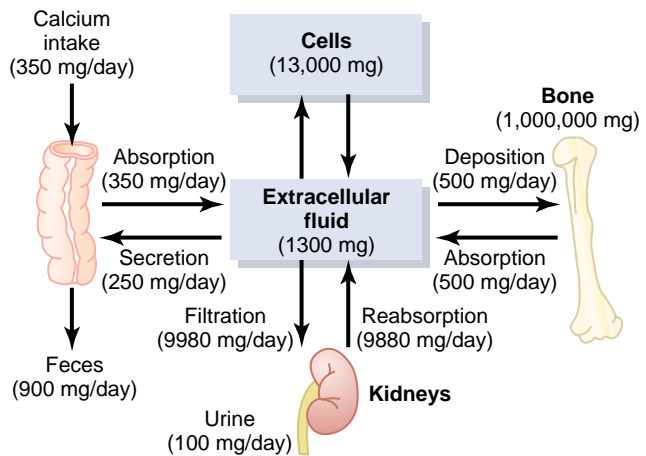 Calcium
intake
(350 mg/day)
Cells
(13,000 mg)
Bone
(1,000,000 mg)
Absorption
(350 mg/day)
Deposition
(500 mg/day)
Extracellular
fluid
(1300 mg)
Secretion
(250 mg/day)
Absorption
(500 mg/day)
Filtration
(9980 mg/day)
Reabsorption
(9880 mg/day)
Feces
(900 mg/day)
Kidneys
Urine
(100 mg/day)